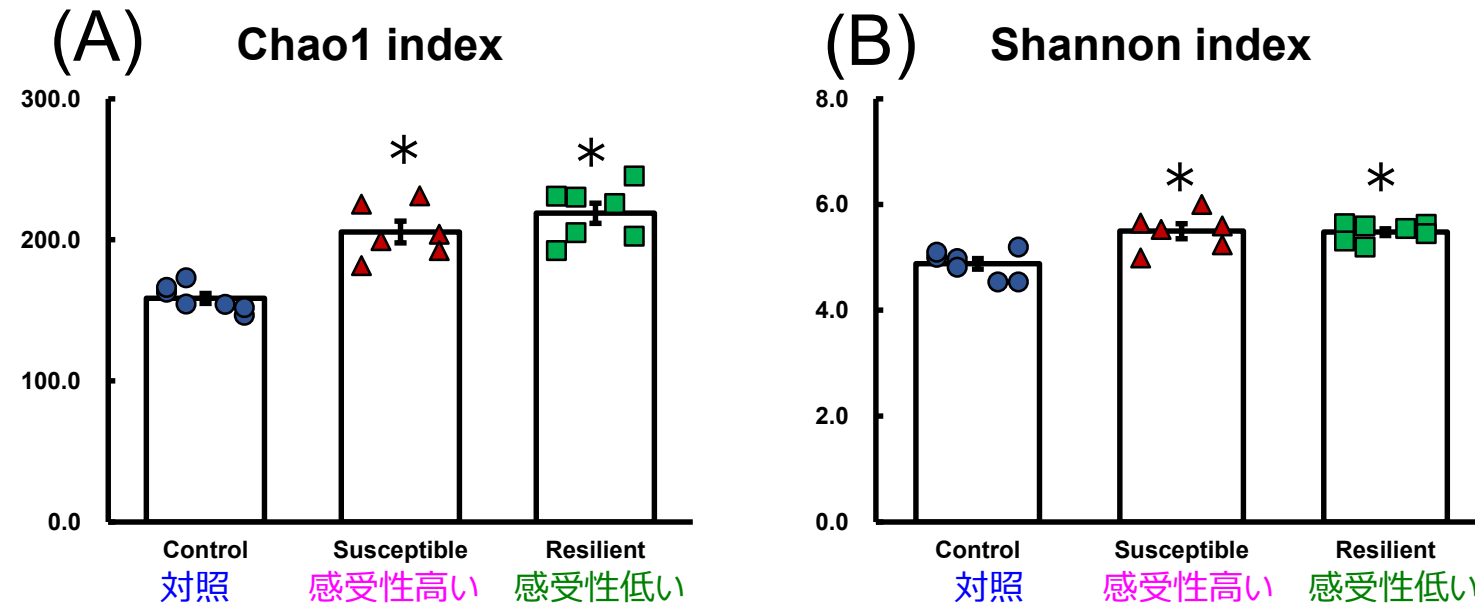 (A) Chao1 index
300.0
200.0
100.0
0.0
*
*
Control Susceptible Resilient
対照 感受性高い 感受性低い
(B) Shannon index
8.0
6.0
4.0
2.0
0.0
*
*
Control Susceptible Resilient
対照 感受性高い 感受性低い